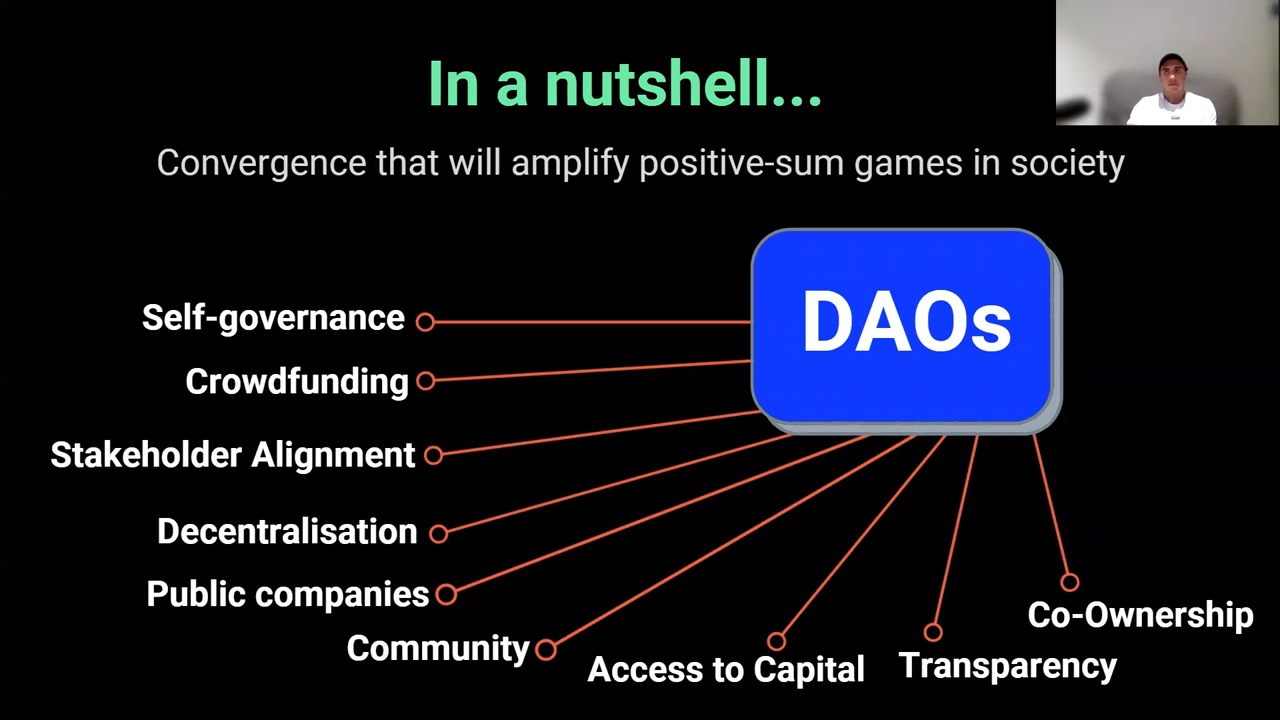 In a nutshell...
Convergence that will amplify positive-sum games in society
DAOs
Self-governance
Crowdfunding
Stakeholder Alignment
Decentralisation
Public companies
Community
Access to Capital
Transparency
Co-Ownership